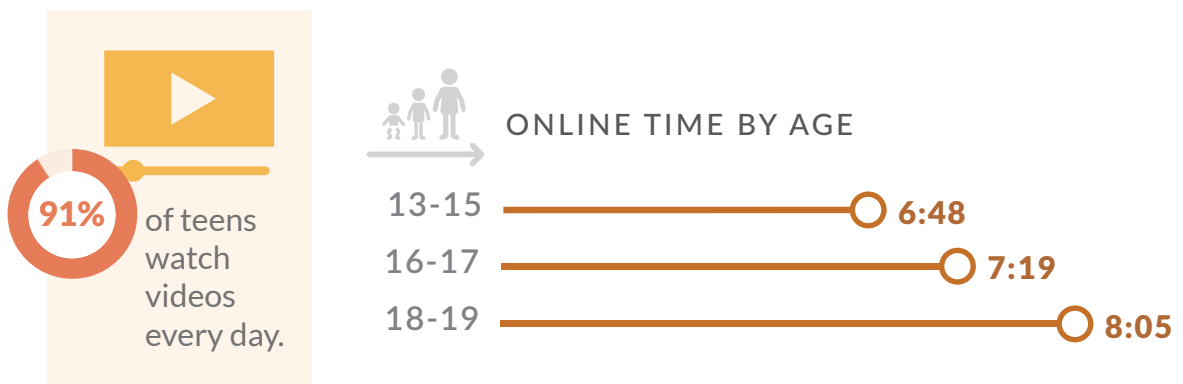 91%
of teens
watch
videos
every day.
ONLINE TIME BY AGE
13-15 6:48
16-17 7:19
18-19 8:05